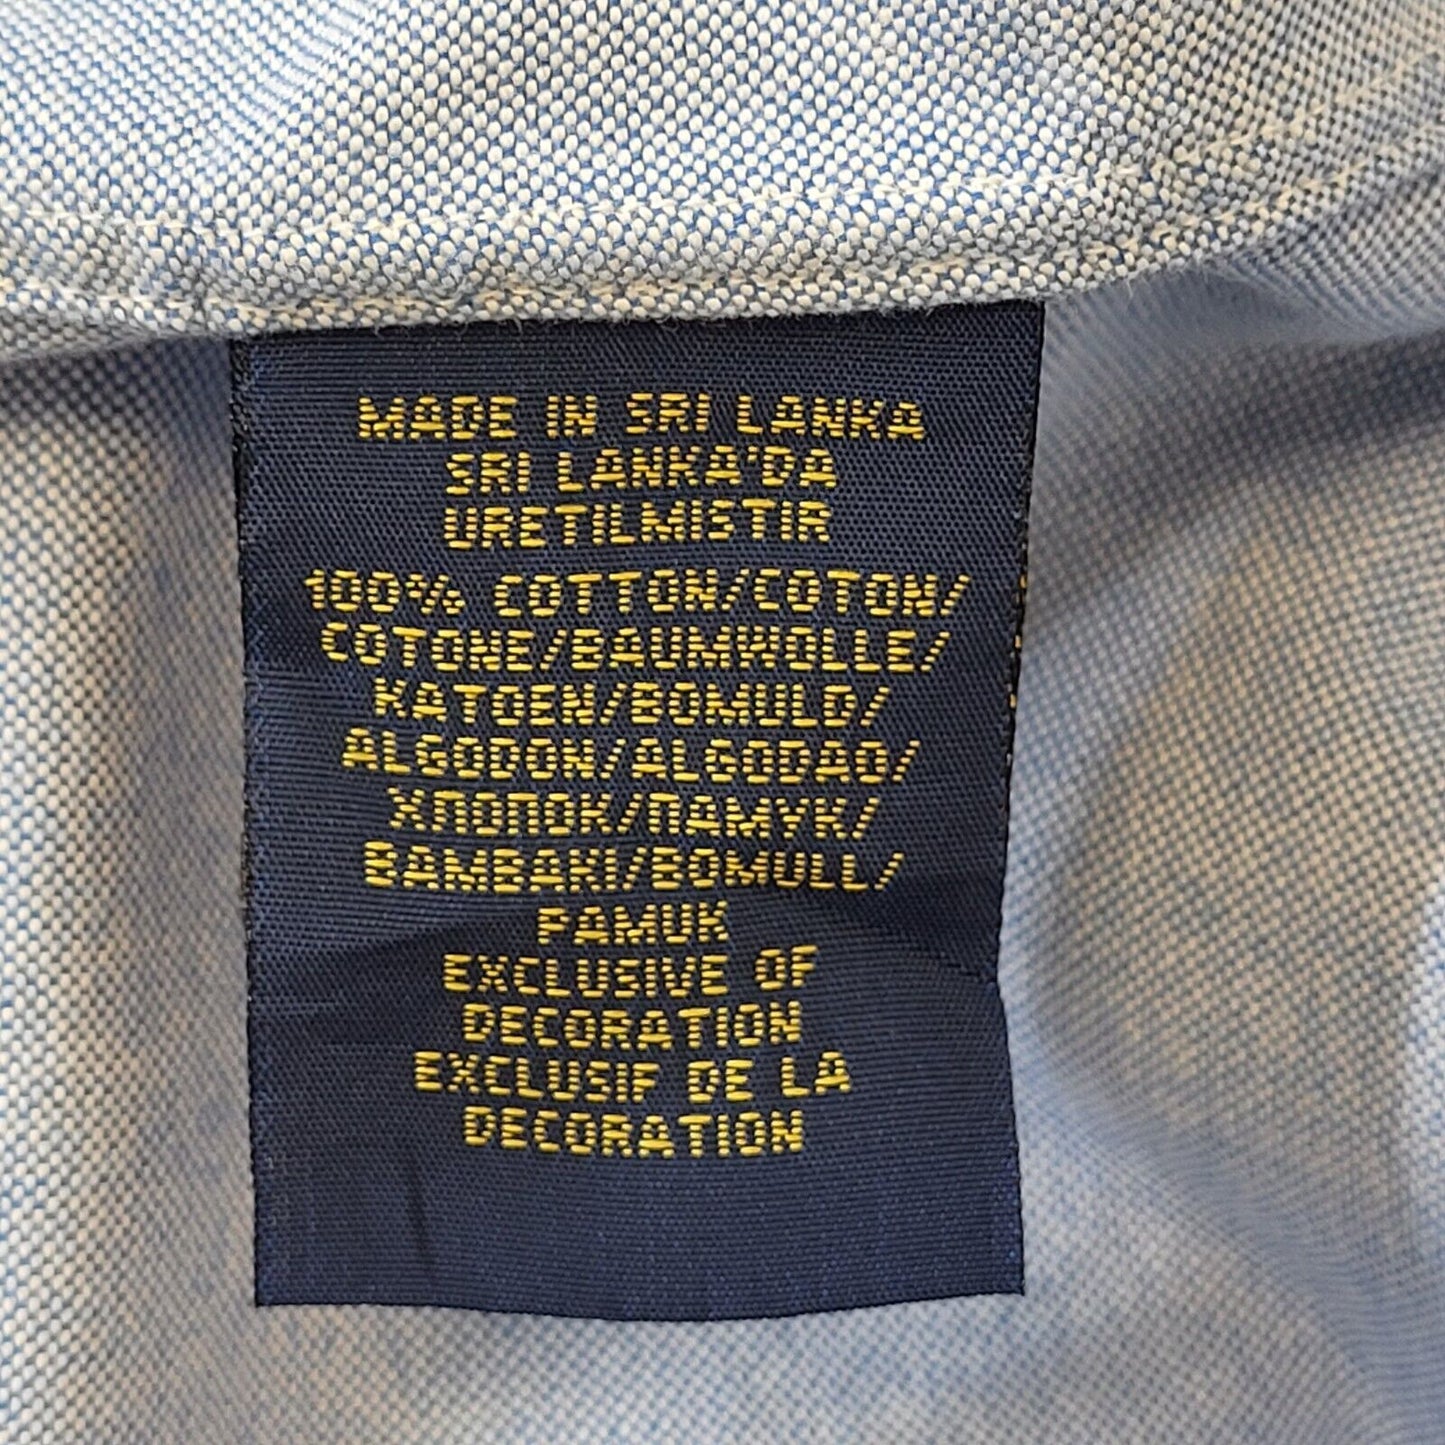 MADE IN SRI LANKA
SRI LANKA'DA
URETILMISTIR
100% COTTON/COTON/
COTONE/BAUMWOLLE/
KATOEN/BOMULD/
ALGODON/ALGODAO/
ХЛОПОК/ПАМУК/
BAMBAKI/BOMULL/
PAMUK
EXCLUSIVE OF
DECORATION
EXCLUSIF DE LA
DECORATION